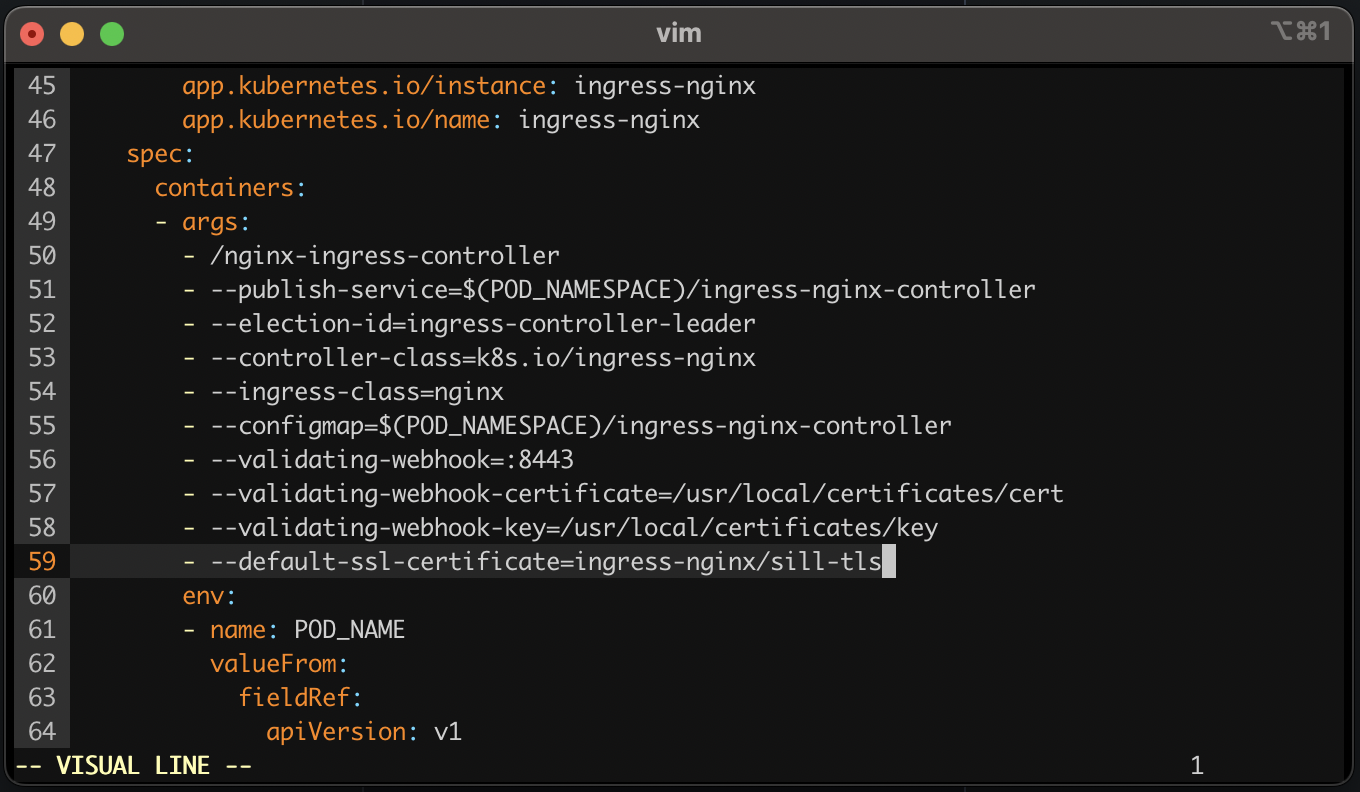 vim
⌥⌘1
45 app.kubernetes.io/instance: ingress-nginx
46 app.kubernetes.io/name: ingress-nginx
47 spec:
48 containers:
49 - args:
50 - /nginx-ingress-controller
51 - --publish-service=$(POD_NAMESPACE)/ingress-nginx-controller
52 - --election-id=ingress-controller-leader
53 - --controller-class=k8s.io/ingress-nginx
54 - --ingress-class=nginx
55 - --configmap=$(POD_NAMESPACE)/ingress-nginx-controller
56 - --validating-webhook=:8443
57 - --validating-webhook-certificate=/usr/local/certificates/cert
58 - --validating-webhook-key=/usr/local/certificates/key
59 - --default-ssl-certificate=ingress-nginx/sill-tls
60 env:
61 - name: POD_NAME
62 valueFrom:
63 fieldRef:
64 apiVersion: v1
-- VISUAL LINE -- 1